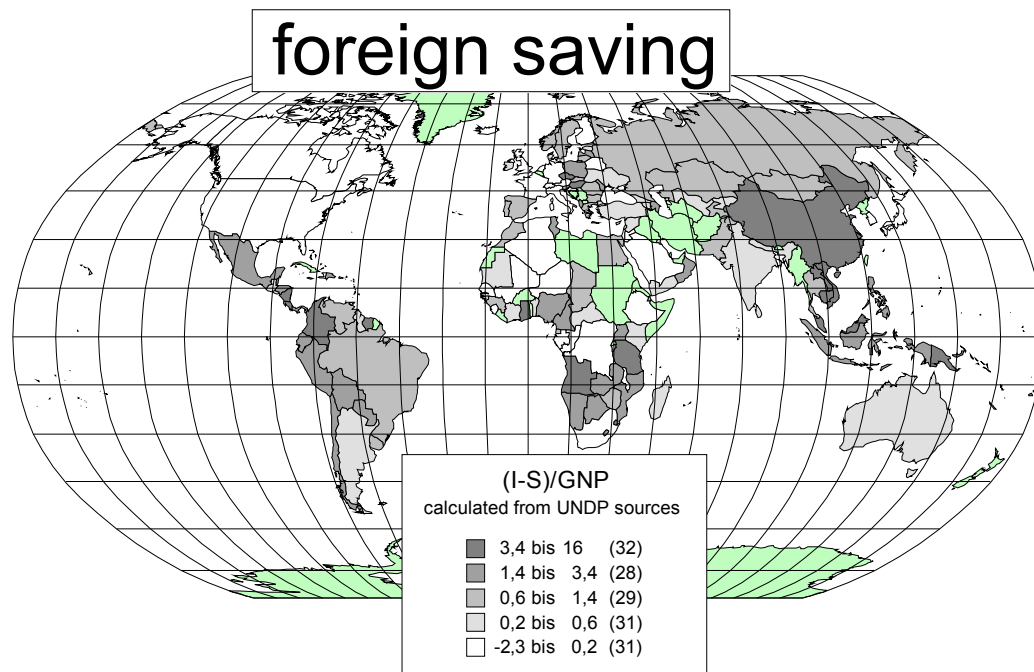 foreign saving
(I-S)/GNP
calculated from UNDP sources
3,4 bis 16 (32)
1,4 bis 3,4 (28)
0,6 bis 1,4 (29)
0,2 bis 0,6 (31)
-2,3 bis 0,2 (31)